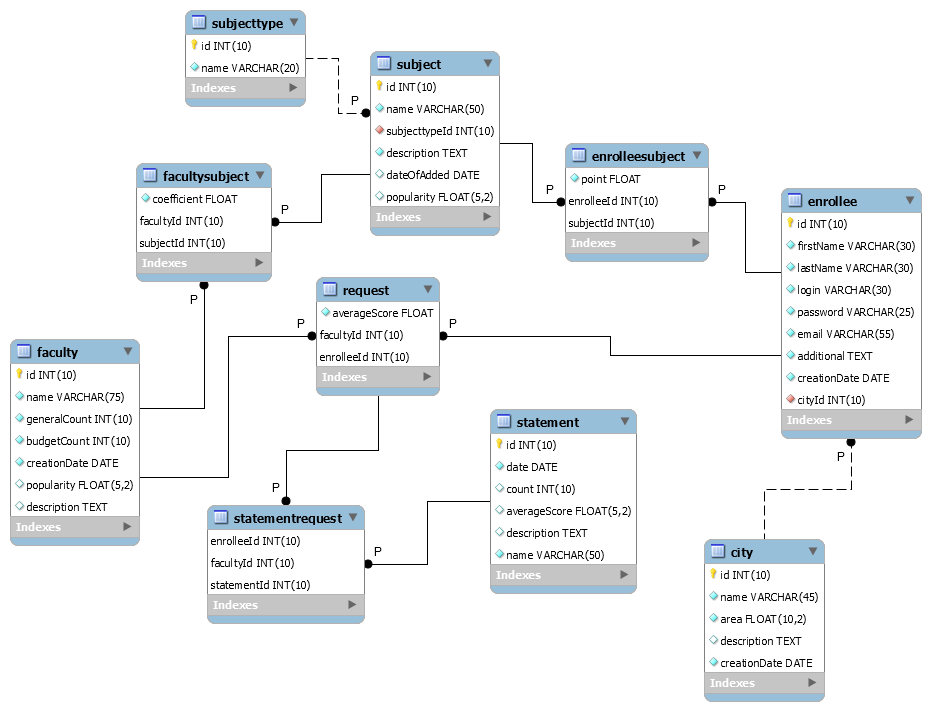 subjecttype
id INT(10)
name VARCHAR(20)
Indexes
P
subject
id INT(10)
name VARCHAR(50)
subjecttypeId INT(10)
description TEXT
dateOfAdded DATE
popularity FLOAT(5,2)
Indexes
P
enrolleesubject
point FLOAT
enrolleeId INT(10)
subjectId INT(10)
Indexes
P
facultysubject
coefficient FLOAT
facultyId INT(10)
subjectId INT(10)
Indexes
P
P
enrollee
id INT(10)
firstName VARCHAR(30)
lastName VARCHAR(30)
login VARCHAR(30)
password VARCHAR(25)
email VARCHAR(55)
additional TEXT
creationDate DATE
cityId INT(10)
Indexes
P
request
averageScore FLOAT
facultyId INT(10)
enrolleeId INT(10)
Indexes
P
P
faculty
id INT(10)
name VARCHAR(75)
generalCount INT(10)
budgetCount INT(10)
creationDate DATE
popularity FLOAT(5,2)
description TEXT
Indexes
statement
id INT(10)
date DATE
count INT(10)
averageScore FLOAT(5,2)
description TEXT
name VARCHAR(50)
Indexes
P
P
statementrequest
enrolleeId INT(10)
facultyId INT(10)
statementId INT(10)
Indexes
P
city
id INT(10)
name VARCHAR(45)
area FLOAT(10,2)
description TEXT
creationDate DATE
Indexes